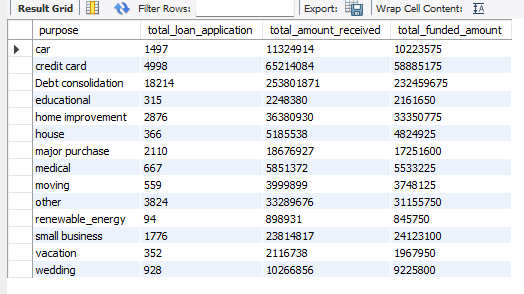 Result Grid Filter Rows: Export: Wrap Cell Content:
purpose total_loan_application total_amount_received total_funded_amount
car 1497 11324914 10223575
credit card 4998 65214084 58885175
Debt consolidation 18214 253801871 232459675
educational 315 2248380 2161650
home improvement 2876 36380930 33350775
house 366 5185538 4824925
major purchase 2110 18676927 17251600
medical 667 5851372 5533225
moving 559 3999899 3748125
other 3824 33289676 31155750
renewable_energy 94 898931 845750
small business 1776 23814817 24123100
vacation 352 2116738 1967950
wedding 928 10266856 9225800